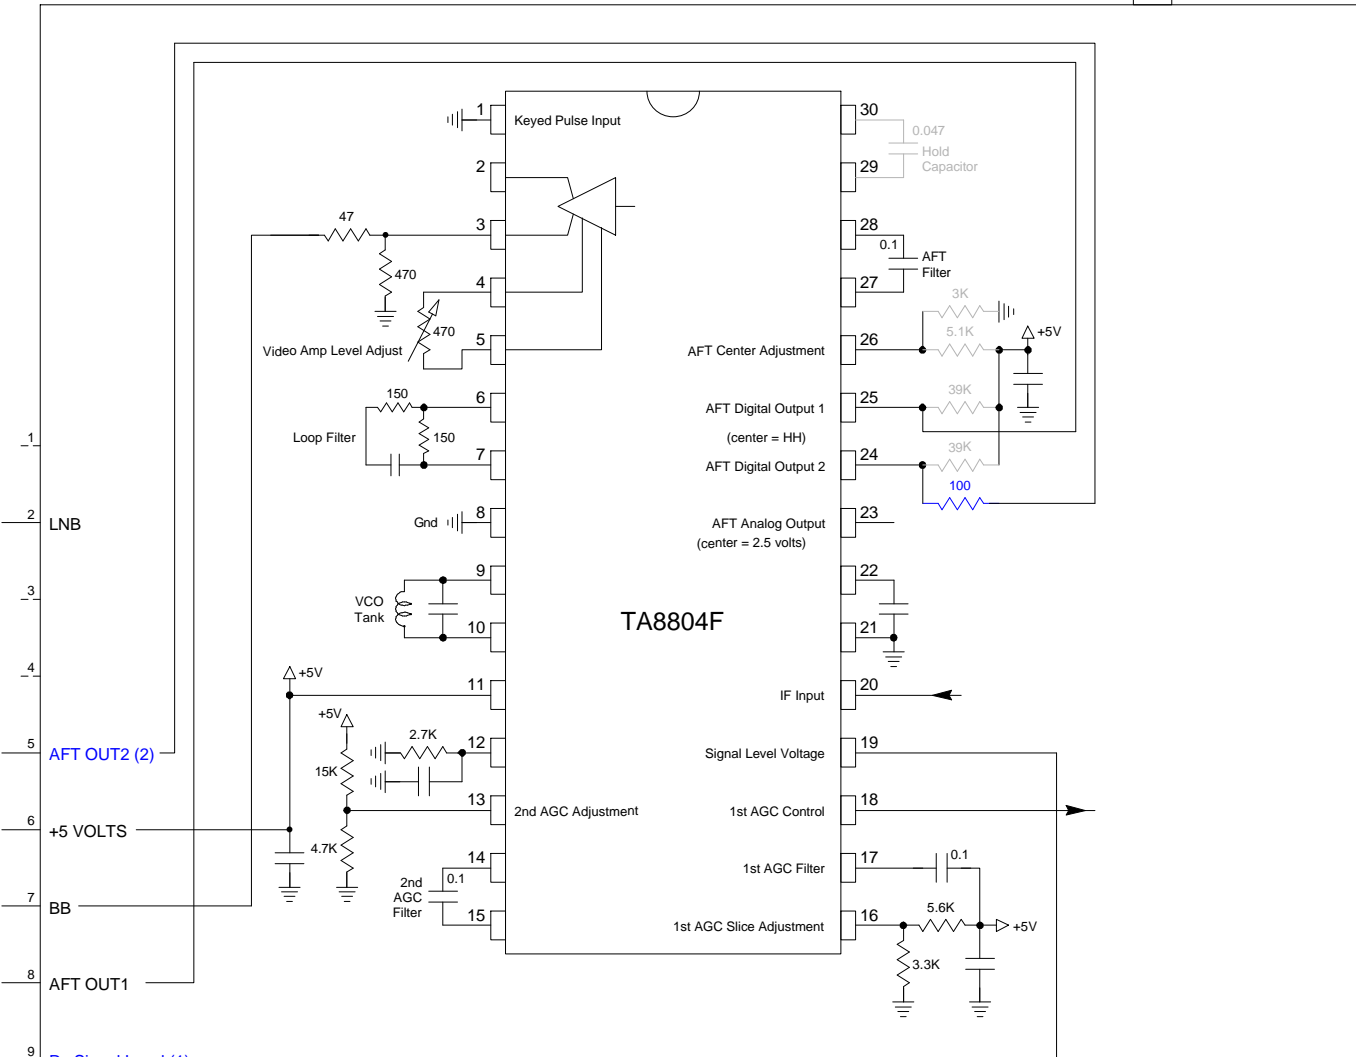 1
Keyed Pulse Input
30
0.047
Hold
Capacitor
2
29
47
3
28
0.1
AFT
Filter
470
4
27
3K
470
5
Video Amp Level Adjust
AFT Center Adjustment
26
5.1K
+5V
150
6
AFT Digital Output 1
25
39K
1
Loop Filter
150
(center = HH)
7
AFT Digital Output 2
24
39K
100
2
LNB
Gnd
8
AFT Analog Output
23
(center = 2.5 volts)
9
22
3
VCO
Tank
TA8804F
10
21
4
+5V
11
IF Input
20
+5V
5
AFT OUT2 (2)
2.7K
12
Signal Level Voltage
19
15K
13
2nd AGC Adjustment
1st AGC Control
18
6
+5 VOLTS
4.7K
14
1st AGC Filter
17
0.1
2nd
AGC
Filter
0.1
7
BB
15
1st AGC Slice Adjustment
16
5.6K
+5V
3.3K
8
AFT OUT1
9